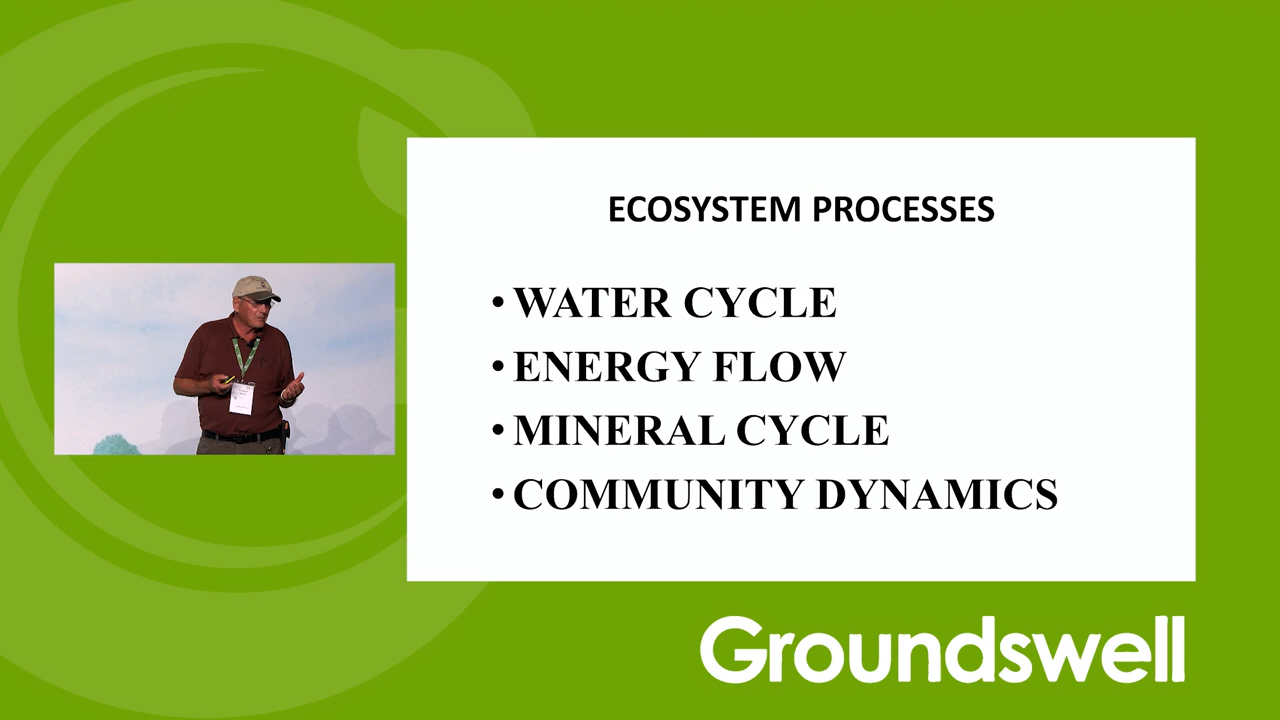 ECOSYSTEM PROCESSES
• WATER CYCLE
• ENERGY FLOW
• MINERAL CYCLE
• COMMUNITY DYNAMICS
Groundswell